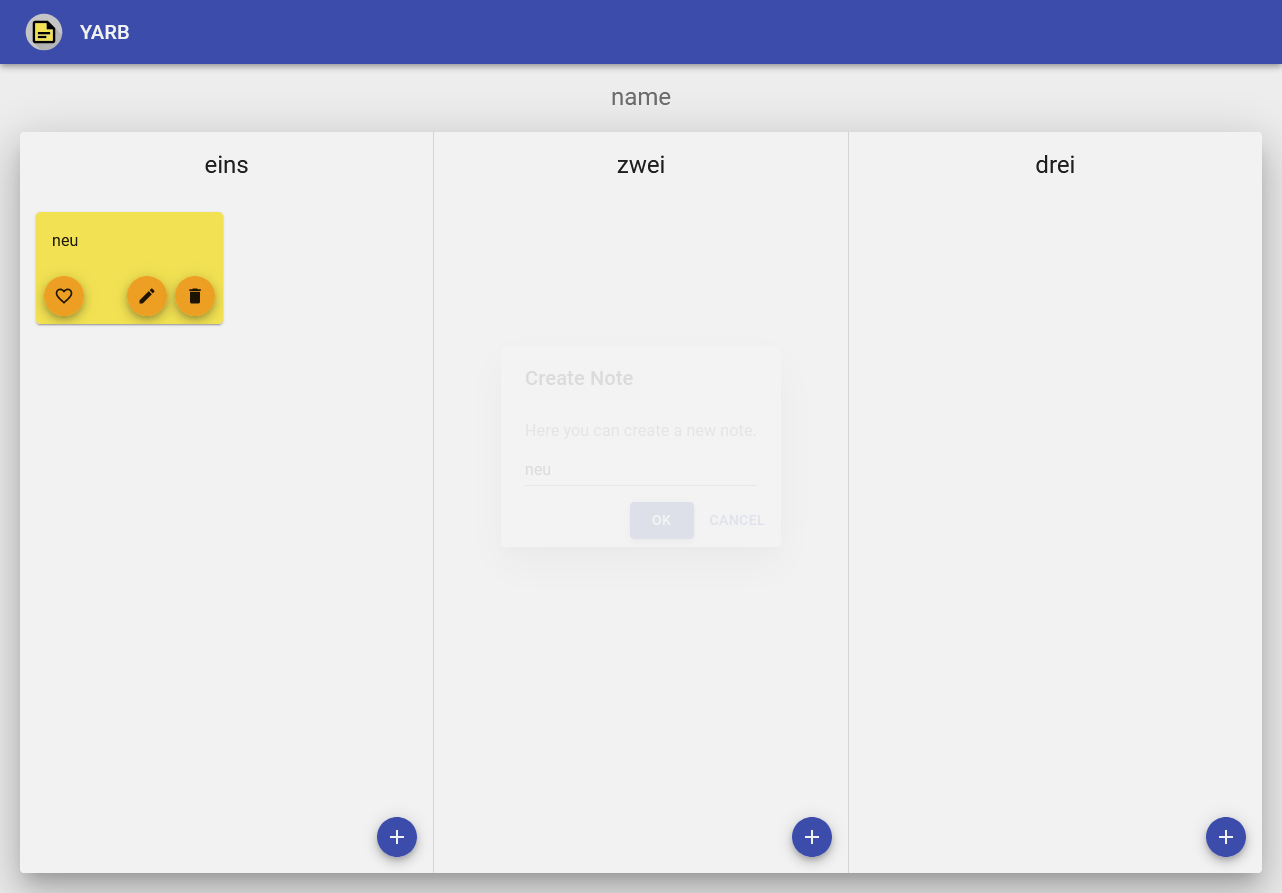 YARB
name
eins
zwei
drei
neu
Create Note
Here you can create a new note.
neu
OK
CANCEL